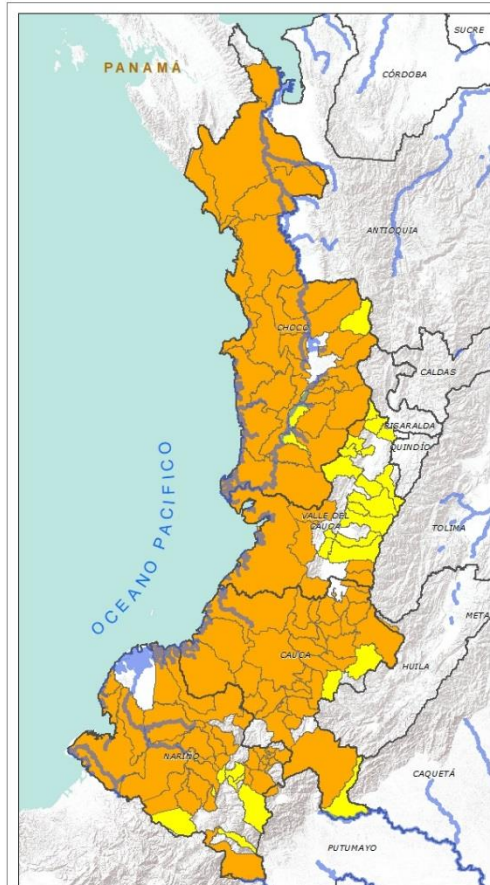 SUCRE
PANAMÁ
CÓRDOBA
ANTIOQUIA
CHOCÓ
CALDAS
RISARALDA
QUINDÍO
VALLE DEL
CAUCA
TOLIMA
OCEANO PACIFICO
META
CAUCA
HUILA
NARIÑO
CAQUETÁ
PUTUMAYO